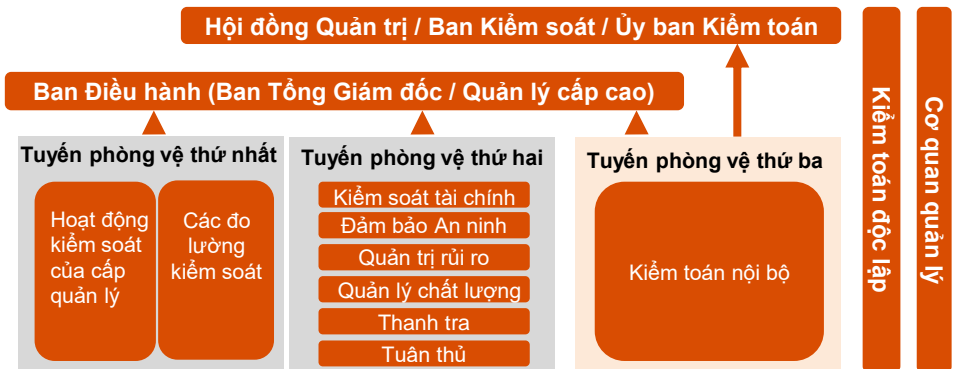 Hội đồng Quản trị / Ban Kiểm soát / Ủy ban Kiểm toán
Ban Điều hành (Ban Tổng Giám đốc / Quản lý cấp cao)
Tuyến phòng vệ thứ nhất
Hoạt động
kiểm soát
của cấp
quản lý
Các đo
lường
kiểm soát
Tuyến phòng vệ thứ hai
Kiểm soát tài chính
Đảm bảo An ninh
Quản trị rủi ro
Quản lý chất lượng
Thanh tra
Tuân thủ
Tuyến phòng vệ thứ ba
Kiểm toán nội bộ
Kiểm toán độc lập
Cơ quan quản lý